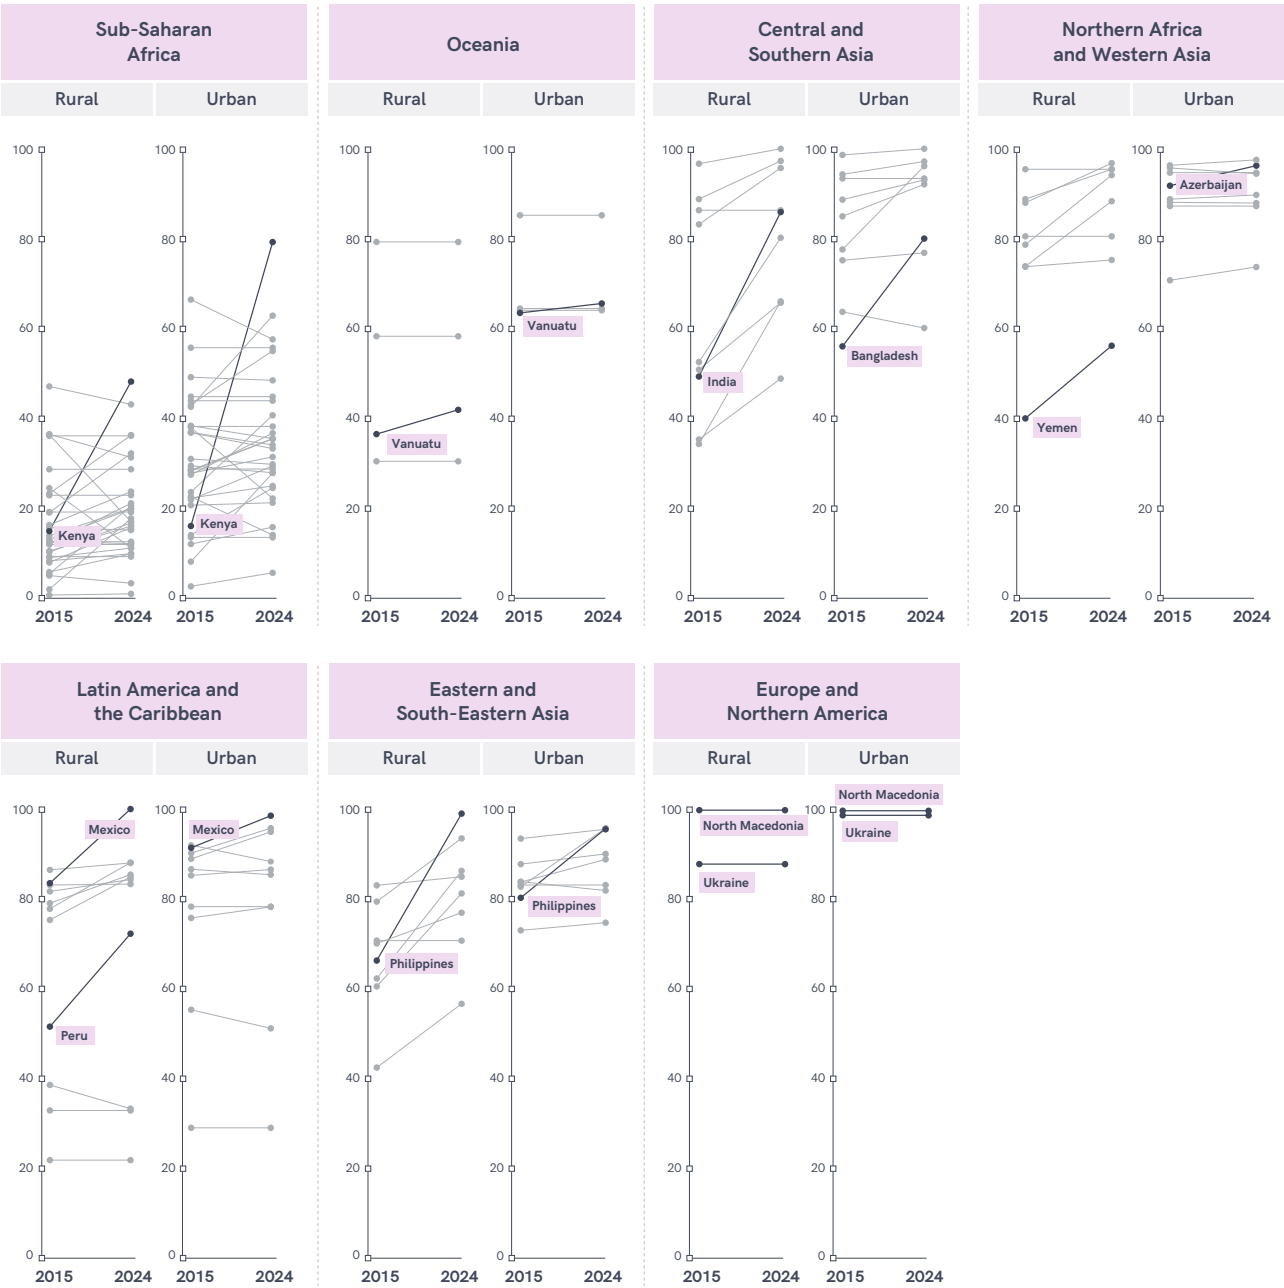 Sub-Saharan
Africa
Oceania
Central and
Southern Asia
Northern Africa
and Western Asia
Rural
Urban
Rural
Urban
Rural
Urban
Rural
Urban
100
80
60
40
20
0
Kenya
2015
2024
100
80
60
40
20
0
Kenya
2015
2024
100
80
60
40
20
0
Vanuatu
2015
2024
100
80
60
40
20
0
Vanuatu
2015
2024
100
80
60
40
20
0
India
2015
2024
100
80
60
40
20
0
Bangladesh
2015
2024
100
80
60
40
20
0
Yemen
2015
2024
100
80
60
40
20
0
Azerbaijan
2015
2024
Latin America and
the Caribbean
Eastern and
South-Eastern Asia
Europe and
Northern America
Rural
Urban
Rural
Urban
Rural
Urban
100
80
60
40
20
0
Mexico
Peru
2015
2024
100
80
60
40
20
0
Mexico
2015
2024
100
80
60
40
20
0
Philippines
2015
2024
100
80
60
40
20
0
Philippines
2015
2024
100
80
60
40
20
0
North Macedonia
Ukraine
2015
2024
100
80
60
40
20
0
North Macedonia
Ukraine
2015
2024